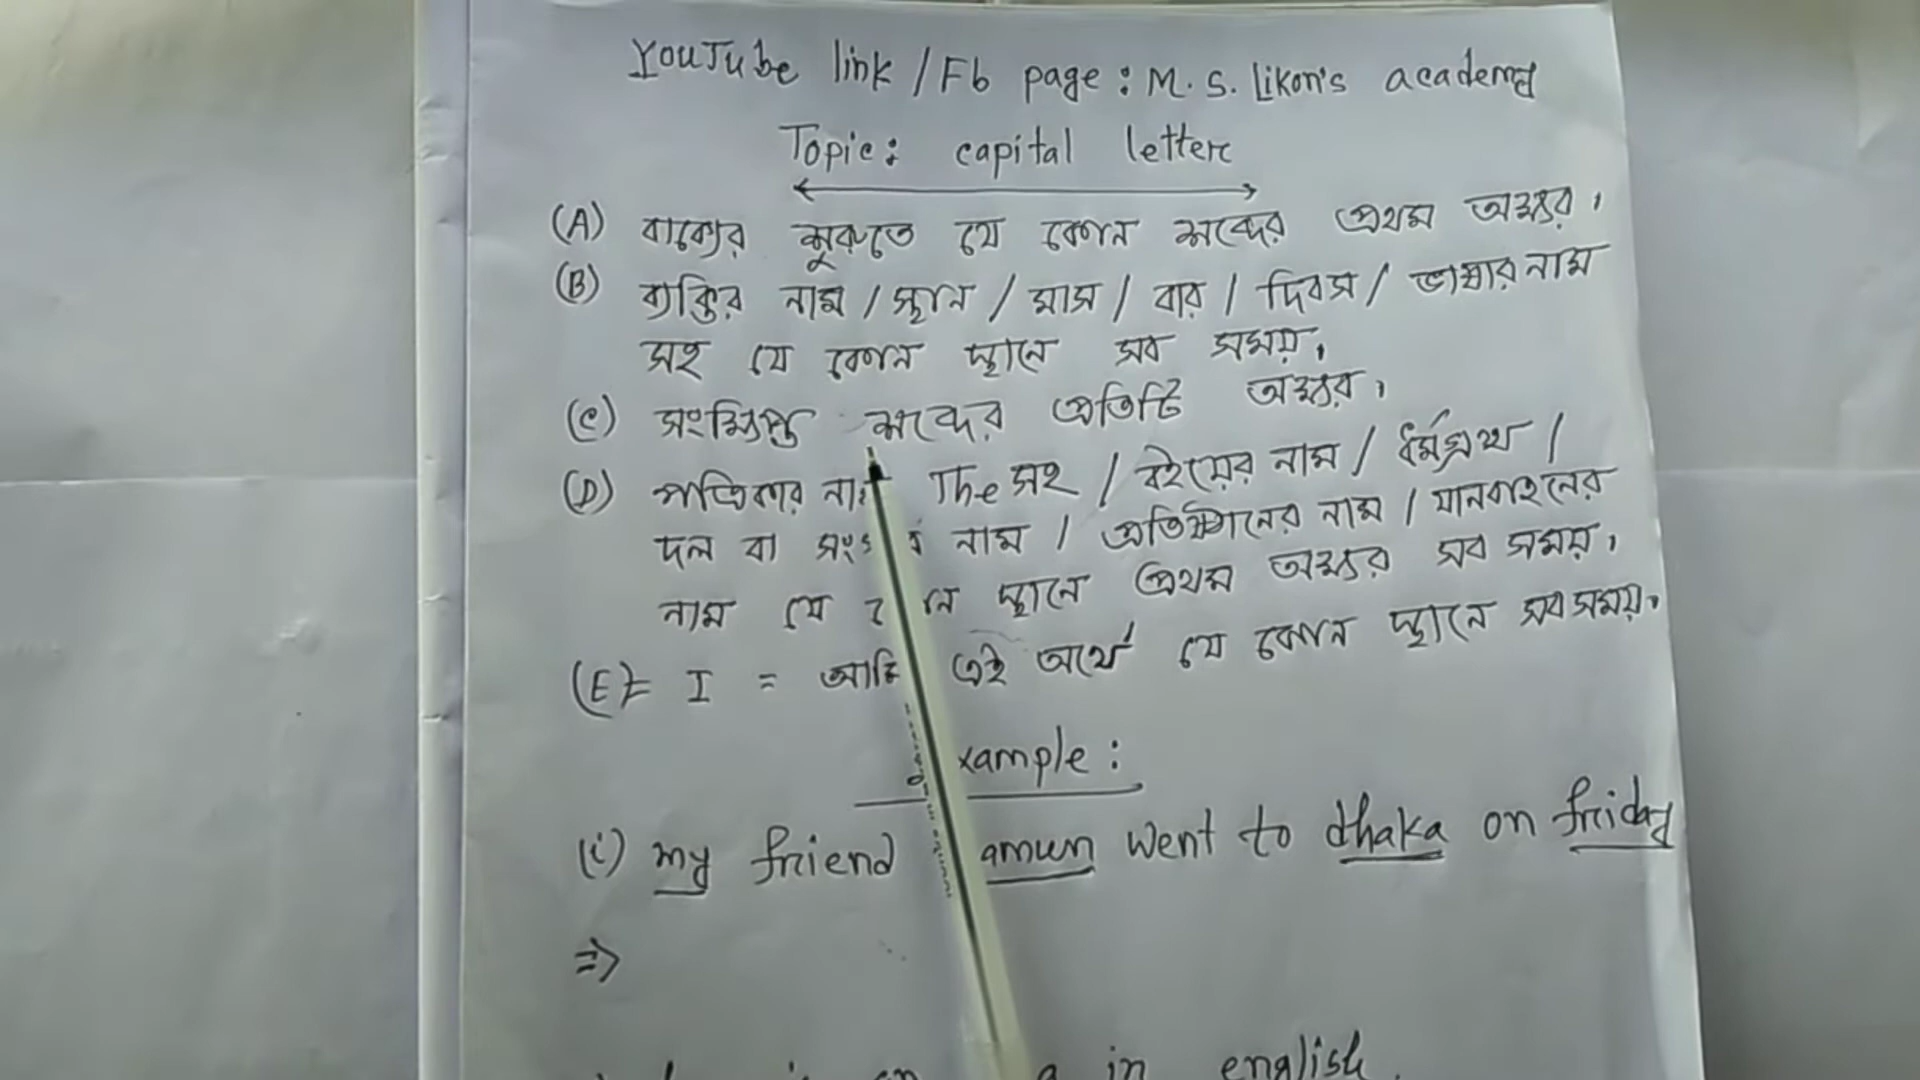 YouTube link / Fb page : M. S. Likon's academy
Topic : capital letter
(A) বাক্যের শুরুতে যে কোন শব্দের প্রথম অক্ষর।
(B) ব্যক্তির নাম / স্থান / মাস / বার / দিবস / ভাষার নাম
সহ যে কোন স্থানে সব সময়।
(C) সংক্ষিপ্ত শব্দের প্রতিটি অক্ষর।
(D) পত্রিকার The সহ / বইয়ের নাম / ধর্মগ্রন্থ /
দল বা নাম / প্রতিষ্ঠানের নাম / যানবাহনের
নাম যে স্থানে প্রথম অক্ষর সব সময়।
(E) = I = আমি এই অর্থে যে কোন স্থানে সব সময়।
xample :
(i) my friend amun went to dhaka on friday
⇒
in english.